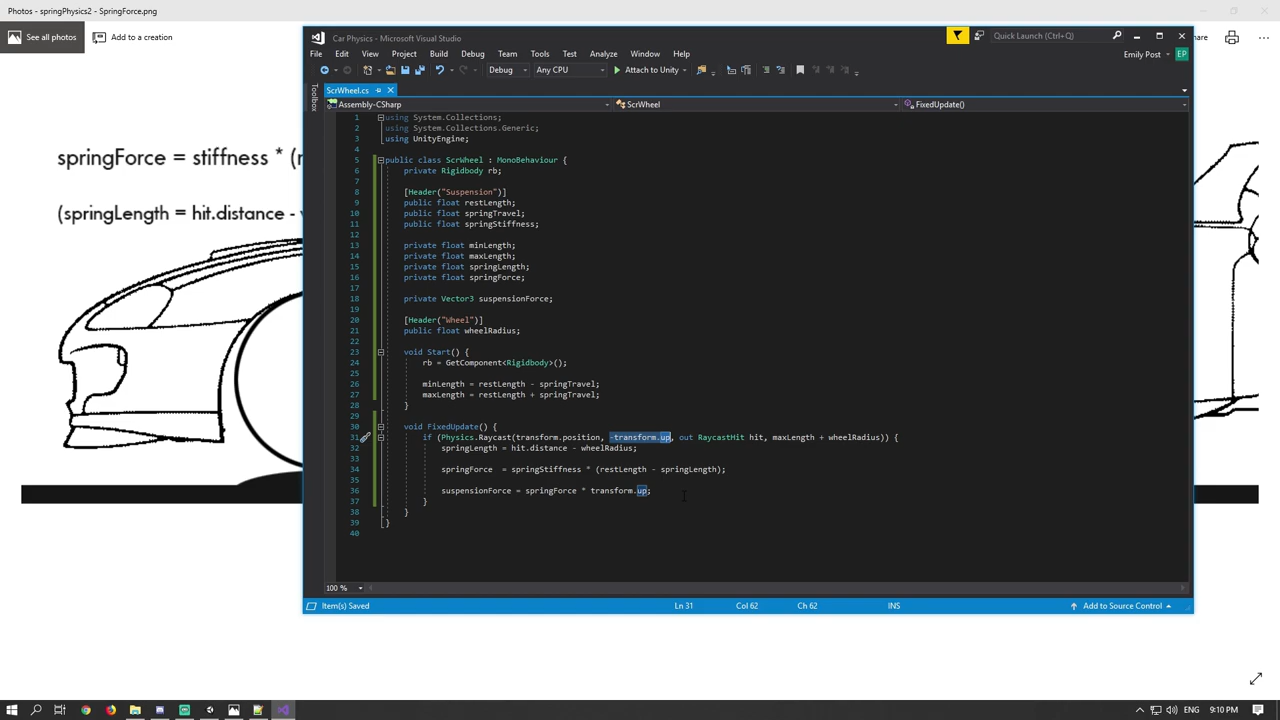 Photos - springPhysics2 - SpringForce.png
See all photos
Add to a creation
springForce = stiffness * (r
(springLength = hit.distance -
Car Physics - Microsoft Visual Studio
Quick Launch (Ctrl+Q)
File Edit View Project Build Debug Team Tools Test Analyze Window Help
Emily Post EP
Debug Any CPU Attach to Unity
Toolbox
ScrWheel.cs
Assembly-CSharp ScrWheel FixedUpdate()
1 using System.Collections;
2 using System.Collections.Generic;
3 using UnityEngine;
4
5 public class ScrWheel : MonoBehaviour {
6 private Rigidbody rb;
7
8 [Header("Suspension")]
9 public float restLength;
10 public float springTravel;
11 public float springStiffness;
12
13 private float minLength;
14 private float maxLength;
15 private float springLength;
16 private float springForce;
17
18 private Vector3 suspensionForce;
19
20 [Header("Wheel")]
21 public float wheelRadius;
22
23 void Start() {
24 rb = GetComponent<Rigidbody>();
25
26 minLength = restLength - springTravel;
27 maxLength = restLength + springTravel;
28 }
29
30 void FixedUpdate() {
31 if (Physics.Raycast(transform.position, -transform.up, out RaycastHit hit, maxLength + wheelRadius)) {
32 springLength = hit.distance - wheelRadius;
33
34 springForce = springStiffness * (restLength - springLength);
35
36 suspensionForce = springForce * transform.up;
37 }
38 }
39 }
40
100 %
Item(s) Saved
Ln 31 Col 62 Ch 62 INS
Add to Source Control
9:10 PM